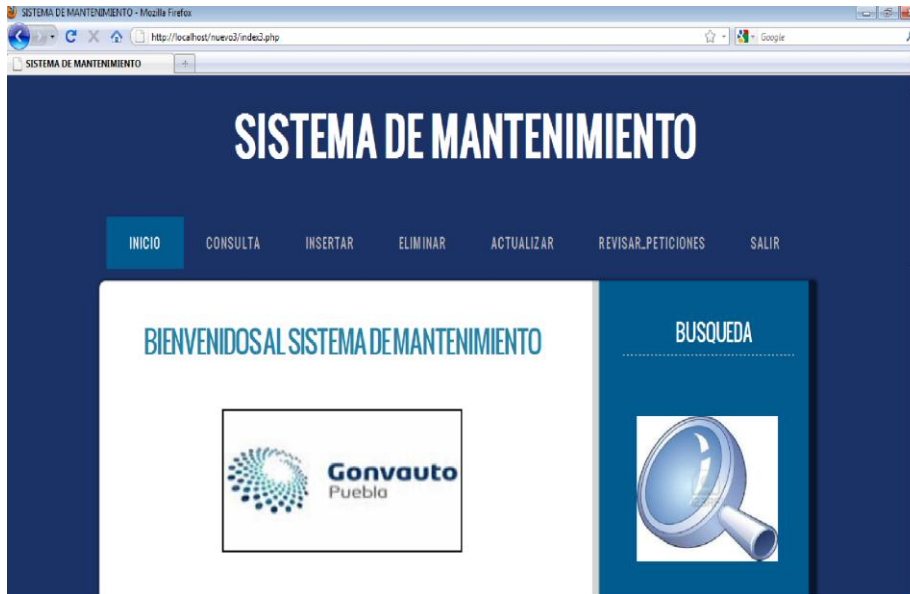 SISTEMA DE MANTENIMIENTO - Mozilla Firefox
http://localhost/nuevo3/index3.php
Google
SISTEMA DE MANTENIMIENTO
SISTEMA DE MANTENIMIENTO
INICIO CONSULTA INSERTAR ELIMINAR ACTUALIZAR REVISAR_PETICIONES SALIR
BIENVENIDOS AL SISTEMA DE MANTENIMIENTO
BUSQUEDA
Gonvauto
Puebla